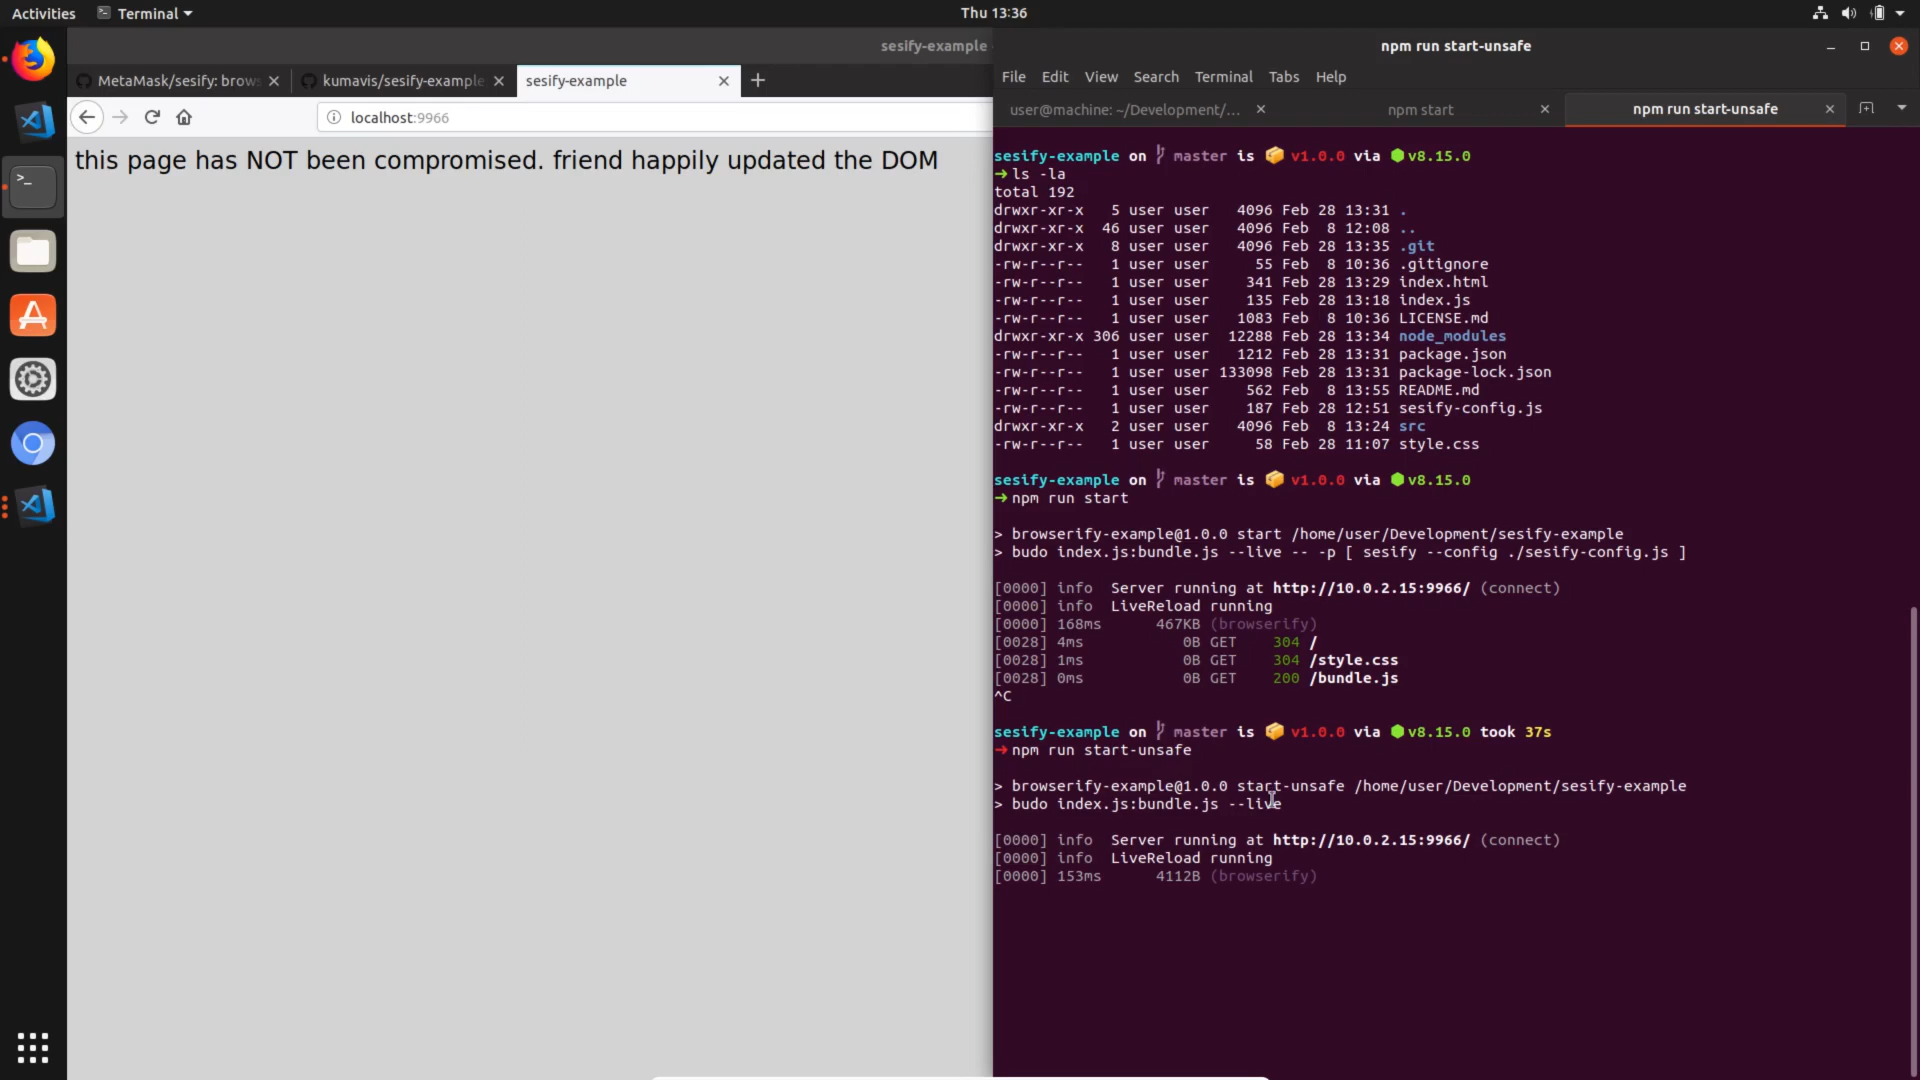 Activities
Terminal
Thu 13:36
sesify-example
npm run start-unsafe
MetaMask/sesify: brows
kumavis/sesify-example
sesify-example
localhost:9966
this page has NOT been compromised. friend happily updated the DOM
File Edit View Search Terminal Tabs Help
user@machine: ~/Development/...
npm start
npm run start-unsafe
sesify-example on master is v1.0.0 via v8.15.0
➜ ls -la
total 192
drwxr-xr-x 5 user user 4096 Feb 28 13:31 .
drwxr-xr-x 46 user user 4096 Feb 8 12:08 ..
drwxr-xr-x 8 user user 4096 Feb 28 13:35 .git
-rw-r--r-- 1 user user 55 Feb 8 10:36 .gitignore
-rw-r--r-- 1 user user 341 Feb 28 13:29 index.html
-rw-r--r-- 1 user user 135 Feb 28 13:18 index.js
-rw-r--r-- 1 user user 1083 Feb 8 10:36 LICENSE.md
drwxr-xr-x 306 user user 12288 Feb 28 13:34 node_modules
-rw-r--r-- 1 user user 1212 Feb 28 13:31 package.json
-rw-r--r-- 1 user user 133098 Feb 28 13:31 package-lock.json
-rw-r--r-- 1 user user 562 Feb 8 13:55 README.md
-rw-r--r-- 1 user user 187 Feb 28 12:51 sesify-config.js
drwxr-xr-x 2 user user 4096 Feb 8 13:24 src
-rw-r--r-- 1 user user 58 Feb 28 11:07 style.css
sesify-example on master is v1.0.0 via v8.15.0
➜ npm run start
> browserify-example@1.0.0 start /home/user/Development/sesify-example
> budo index.js:bundle.js --live -- -p [ sesify --config ./sesify-config.js ]
[0000] info Server running at http://10.0.2.15:9966/ (connect)
[0000] info LiveReload running
[0000] 168ms 467KB (browserify)
[0028] 4ms 0B GET 304 /
[0028] 1ms 0B GET 304 /style.css
[0028] 0ms 0B GET 200 /bundle.js
^C
sesify-example on master is v1.0.0 via v8.15.0 took 37s
➜ npm run start-unsafe
> browserify-example@1.0.0 start-unsafe /home/user/Development/sesify-example
> budo index.js:bundle.js --live
[0000] info Server running at http://10.0.2.15:9966/ (connect)
[0000] info LiveReload running
[0000] 153ms 4112B (browserify)